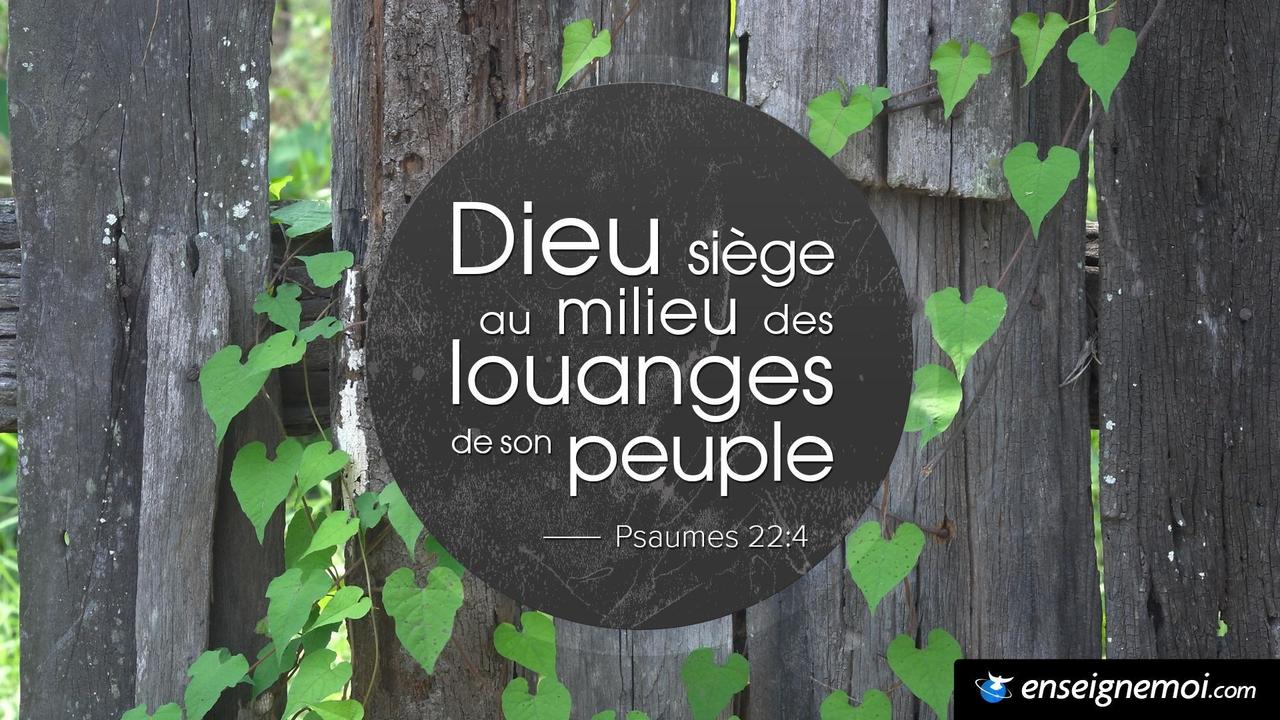 Dieu siège
au milieu des
louanges
de son peuple
— Psaumes 22:4
enseignemoi.com